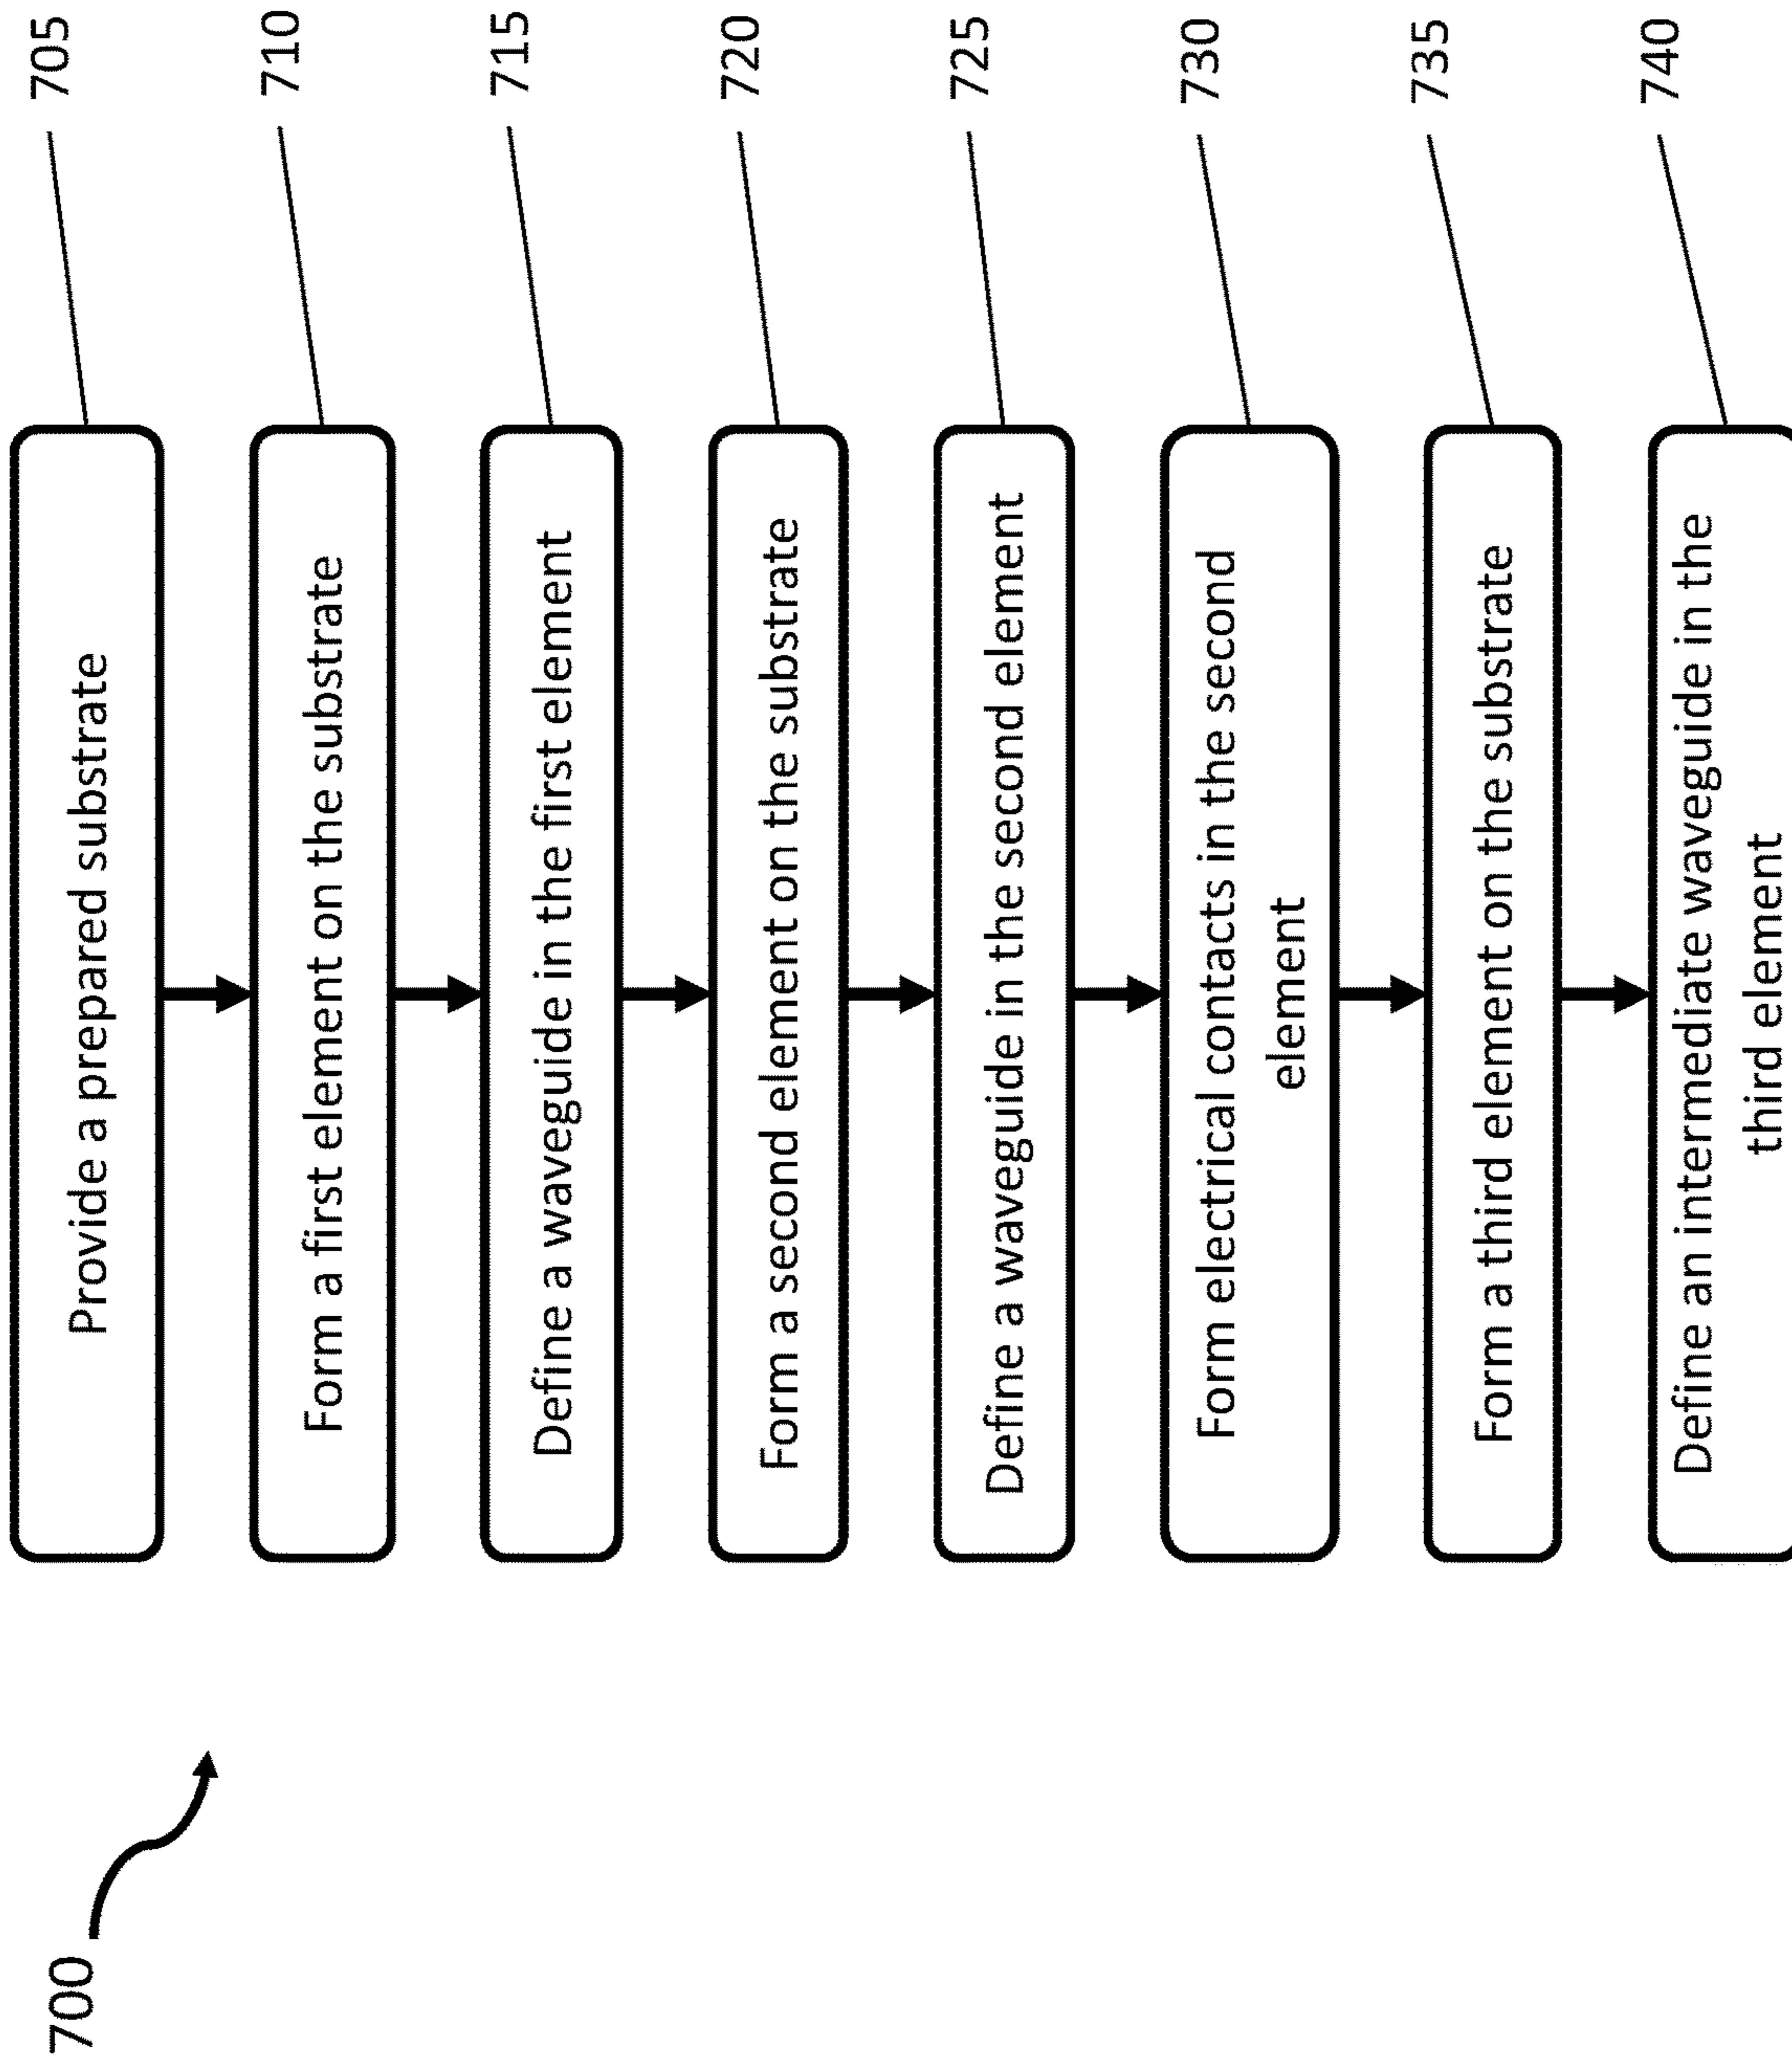 700
Provide a prepared substrate
705
Form a first element on the substrate
710
Define a waveguide in the first element
715
Form a second element on the substrate
720
Define a waveguide in the second element
725
Form electrical contacts in the second
element
730
Form a third element on the substrate
735
Define an intermediate waveguide in the
third element
740